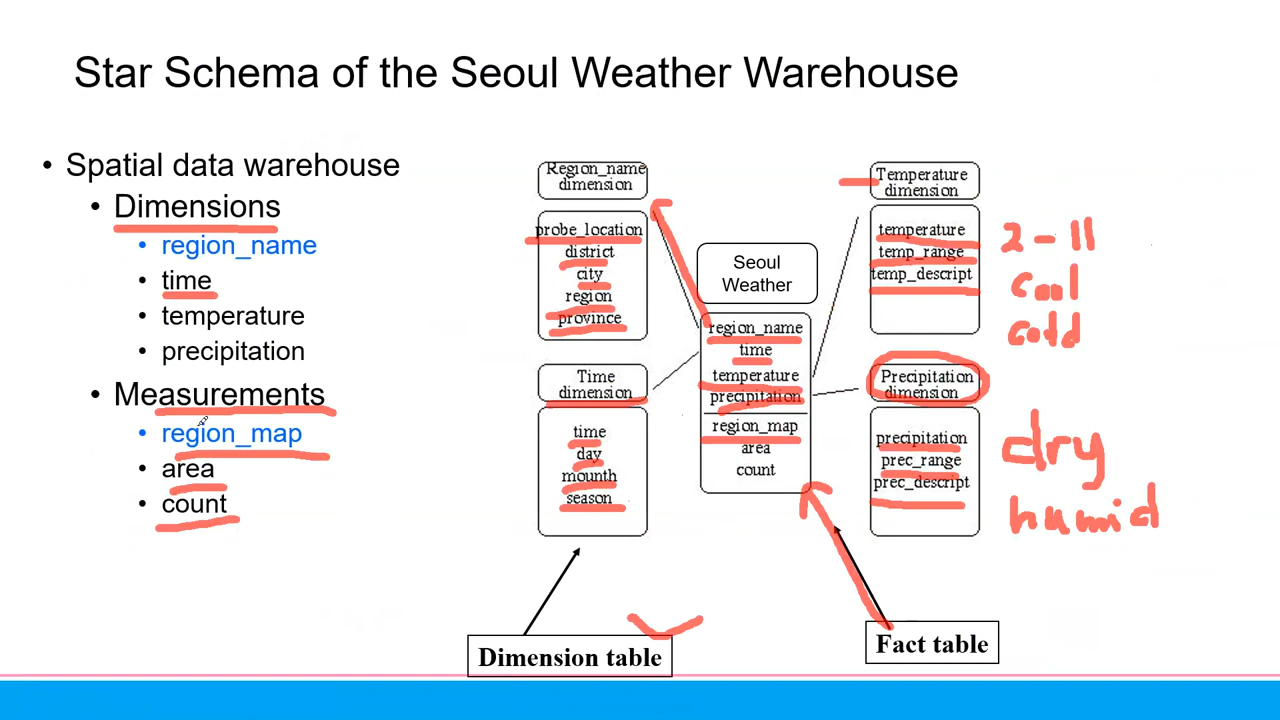 Star Schema of the Seoul Weather Warehouse
• Spatial data warehouse
• Dimensions
• region_name
• time
• temperature
• precipitation
• Measurements
• region_map
• area
• count
Region_name
dimension
probe_location
district
city
region
province
Time
dimension
time
day
mounth
season
Seoul
Weather
region_name
time
temperature
precipitation
region_map
area
count
Temperature
dimension
temperature
temp_range
temp_descript
2-11
cool
cold
Precipitation
dimension
precipitation
prec_range
prec_descript
dry
humid
Dimension table
Fact table